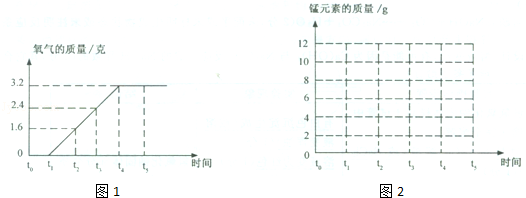 氧气的质量/克
3.2
2.4
1.6
0
t₀ t₁ t₂ t₃ t₄ t₅ 时间
图1
锰元素的质量/g
12
10
8
6
4
2
0
t₀ t₁ t₂ t₃ t₄ t₅ 时间
图2